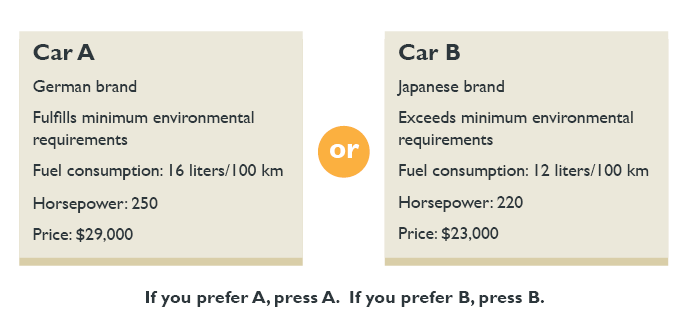 Car A
German brand
Fulfills minimum environmental
requirements
Fuel consumption: 16 liters/100 km
Horsepower: 250
Price: $29,000
or
Car B
Japanese brand
Exceeds minimum environmental
requirements
Fuel consumption: 12 liters/100 km
Horsepower: 220
Price: $23,000
If you prefer A, press A.  If you prefer B, press B.